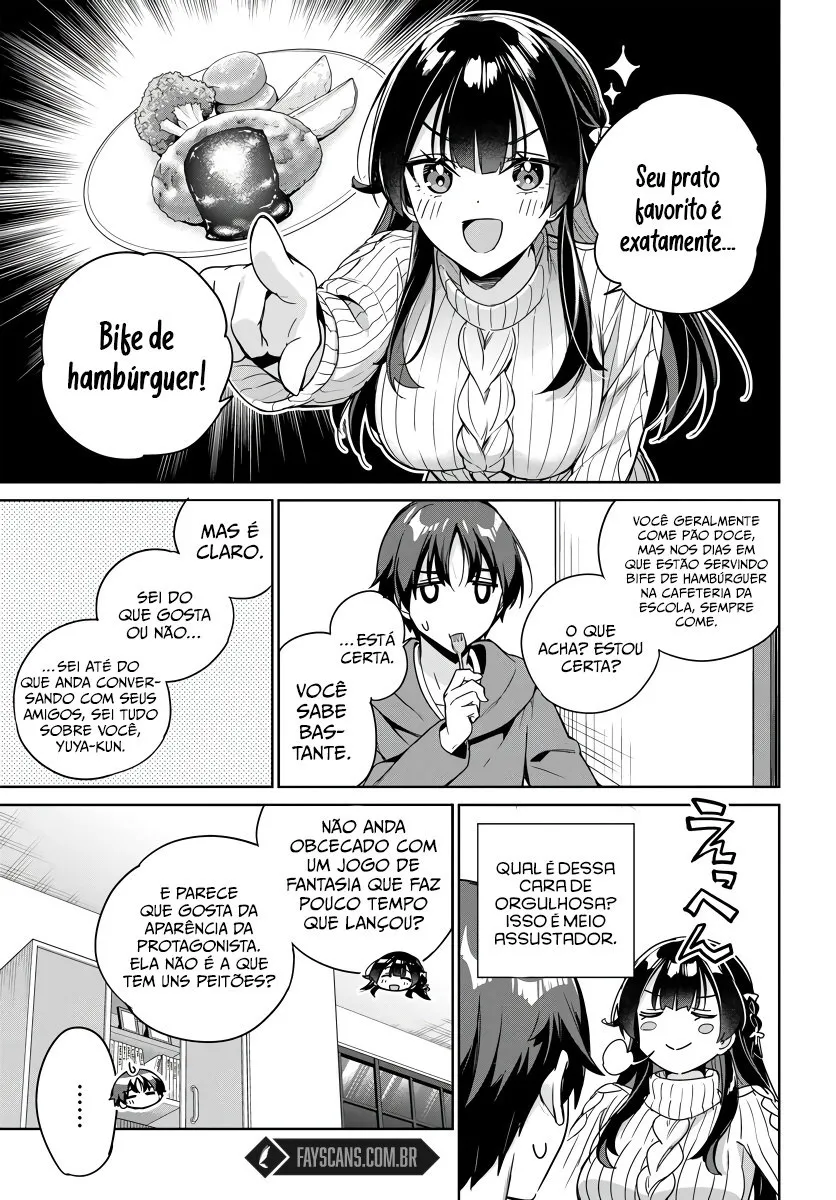 Seu prato
favorito é
exatamente...
Bife de
hambúrguer!
VOCÊ GERALMENTE
COME PÃO DOCE,
MAS NOS DIAS EM
QUE ESTÃO SERVINDO
BIFE DE HAMBÚRGUER
NA CAFETERIA DA
ESCOLA, SEMPRE
COME.
O QUE
ACHA? ESTOU
CERTA?
...ESTÁ
CERTA.
VOCÊ
SABE
BAS-
TANTE.
MAS É
CLARO.
SEI DO
QUE GOSTA
OU NÃO...
...SEI ATÉ DO
QUE ANDA CONVER-
SANDO COM SEUS
AMIGOS, SEI TUDO
SOBRE VOCÊ,
YUYA-KUN.
えっへん
QUAL É DESSA
CARA DE
ORGULHOSA?
ISSO É MEIO
ASSUSTADOR.
NÃO ANDA
OBCECADO COM
UM JOGO DE
FANTASIA QUE FAZ
POUCO TEMPO
QUE LANÇOU?
E PARECE
QUE GOSTA DA
APARÊNCIA DA
PROTAGONISTA.
ELA NÃO É A QUE
TEM UNS PEITÕES?
......
FAYSCANS.COM.BR